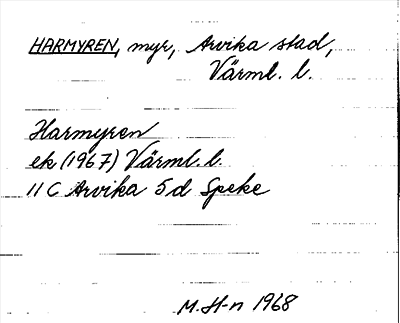 HARMYREN, myr, Arvika stad,
Värml. l.
Harmyren
ek (1967) Värml. l.
11 C Arvika 5 d Speke
M. H-n 1968